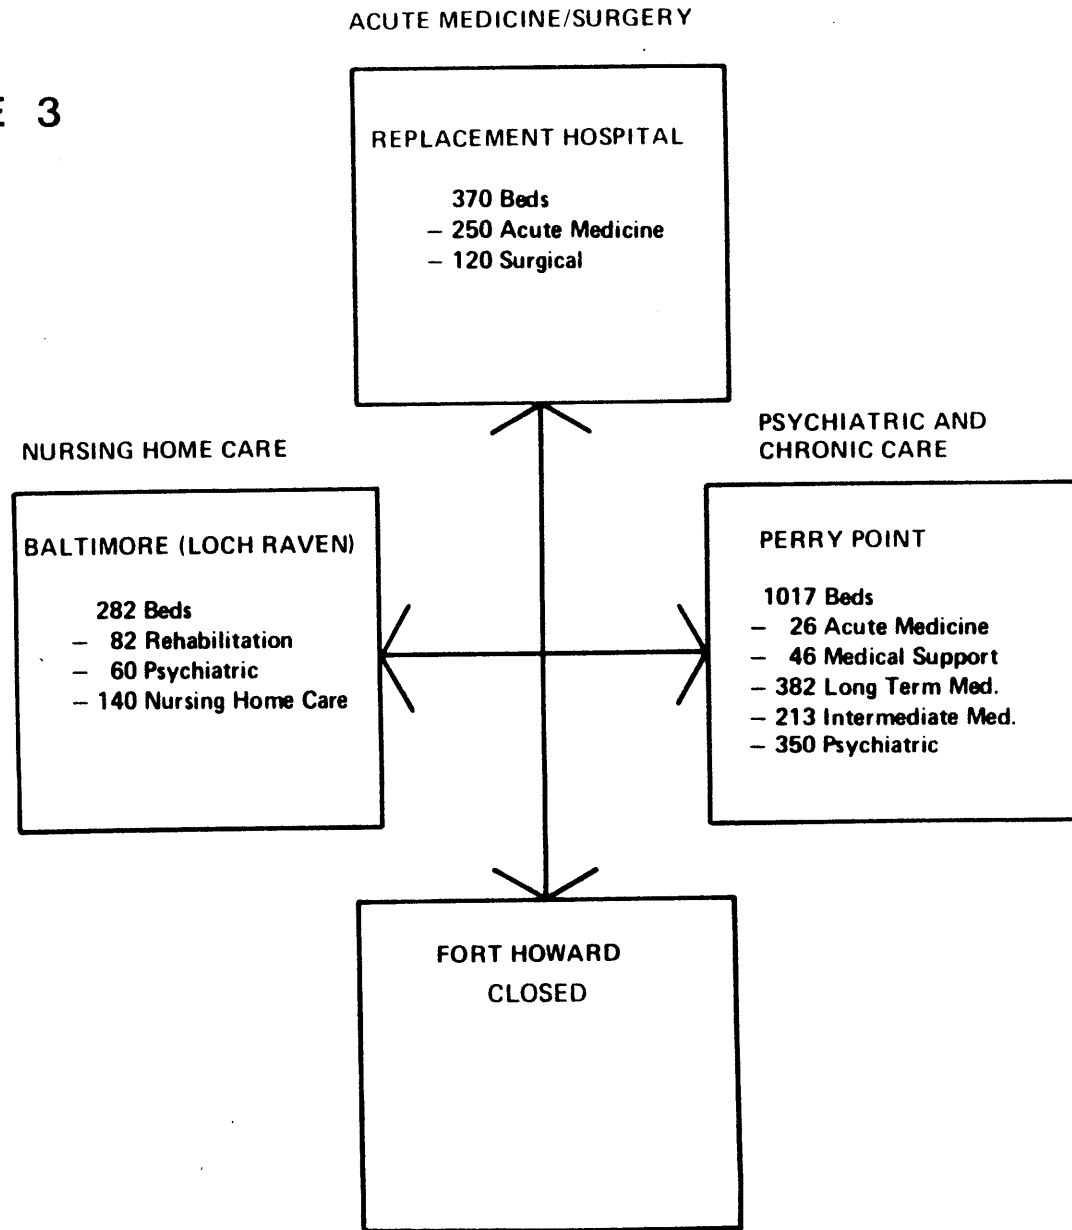 ACUTE MEDICINE/SURGERY
E 3
REPLACEMENT HOSPITAL
370 Beds
– 250 Acute Medicine
– 120 Surgical
NURSING HOME CARE
BALTIMORE (LOCH RAVEN)
282 Beds
– 82 Rehabilitation
– 60 Psychiatric
– 140 Nursing Home Care
PSYCHIATRIC AND
CHRONIC CARE
PERRY POINT
1017 Beds
– 26 Acute Medicine
– 46 Medical Support
– 382 Long Term Med.
– 213 Intermediate Med.
– 350 Psychiatric
FORT HOWARD
CLOSED